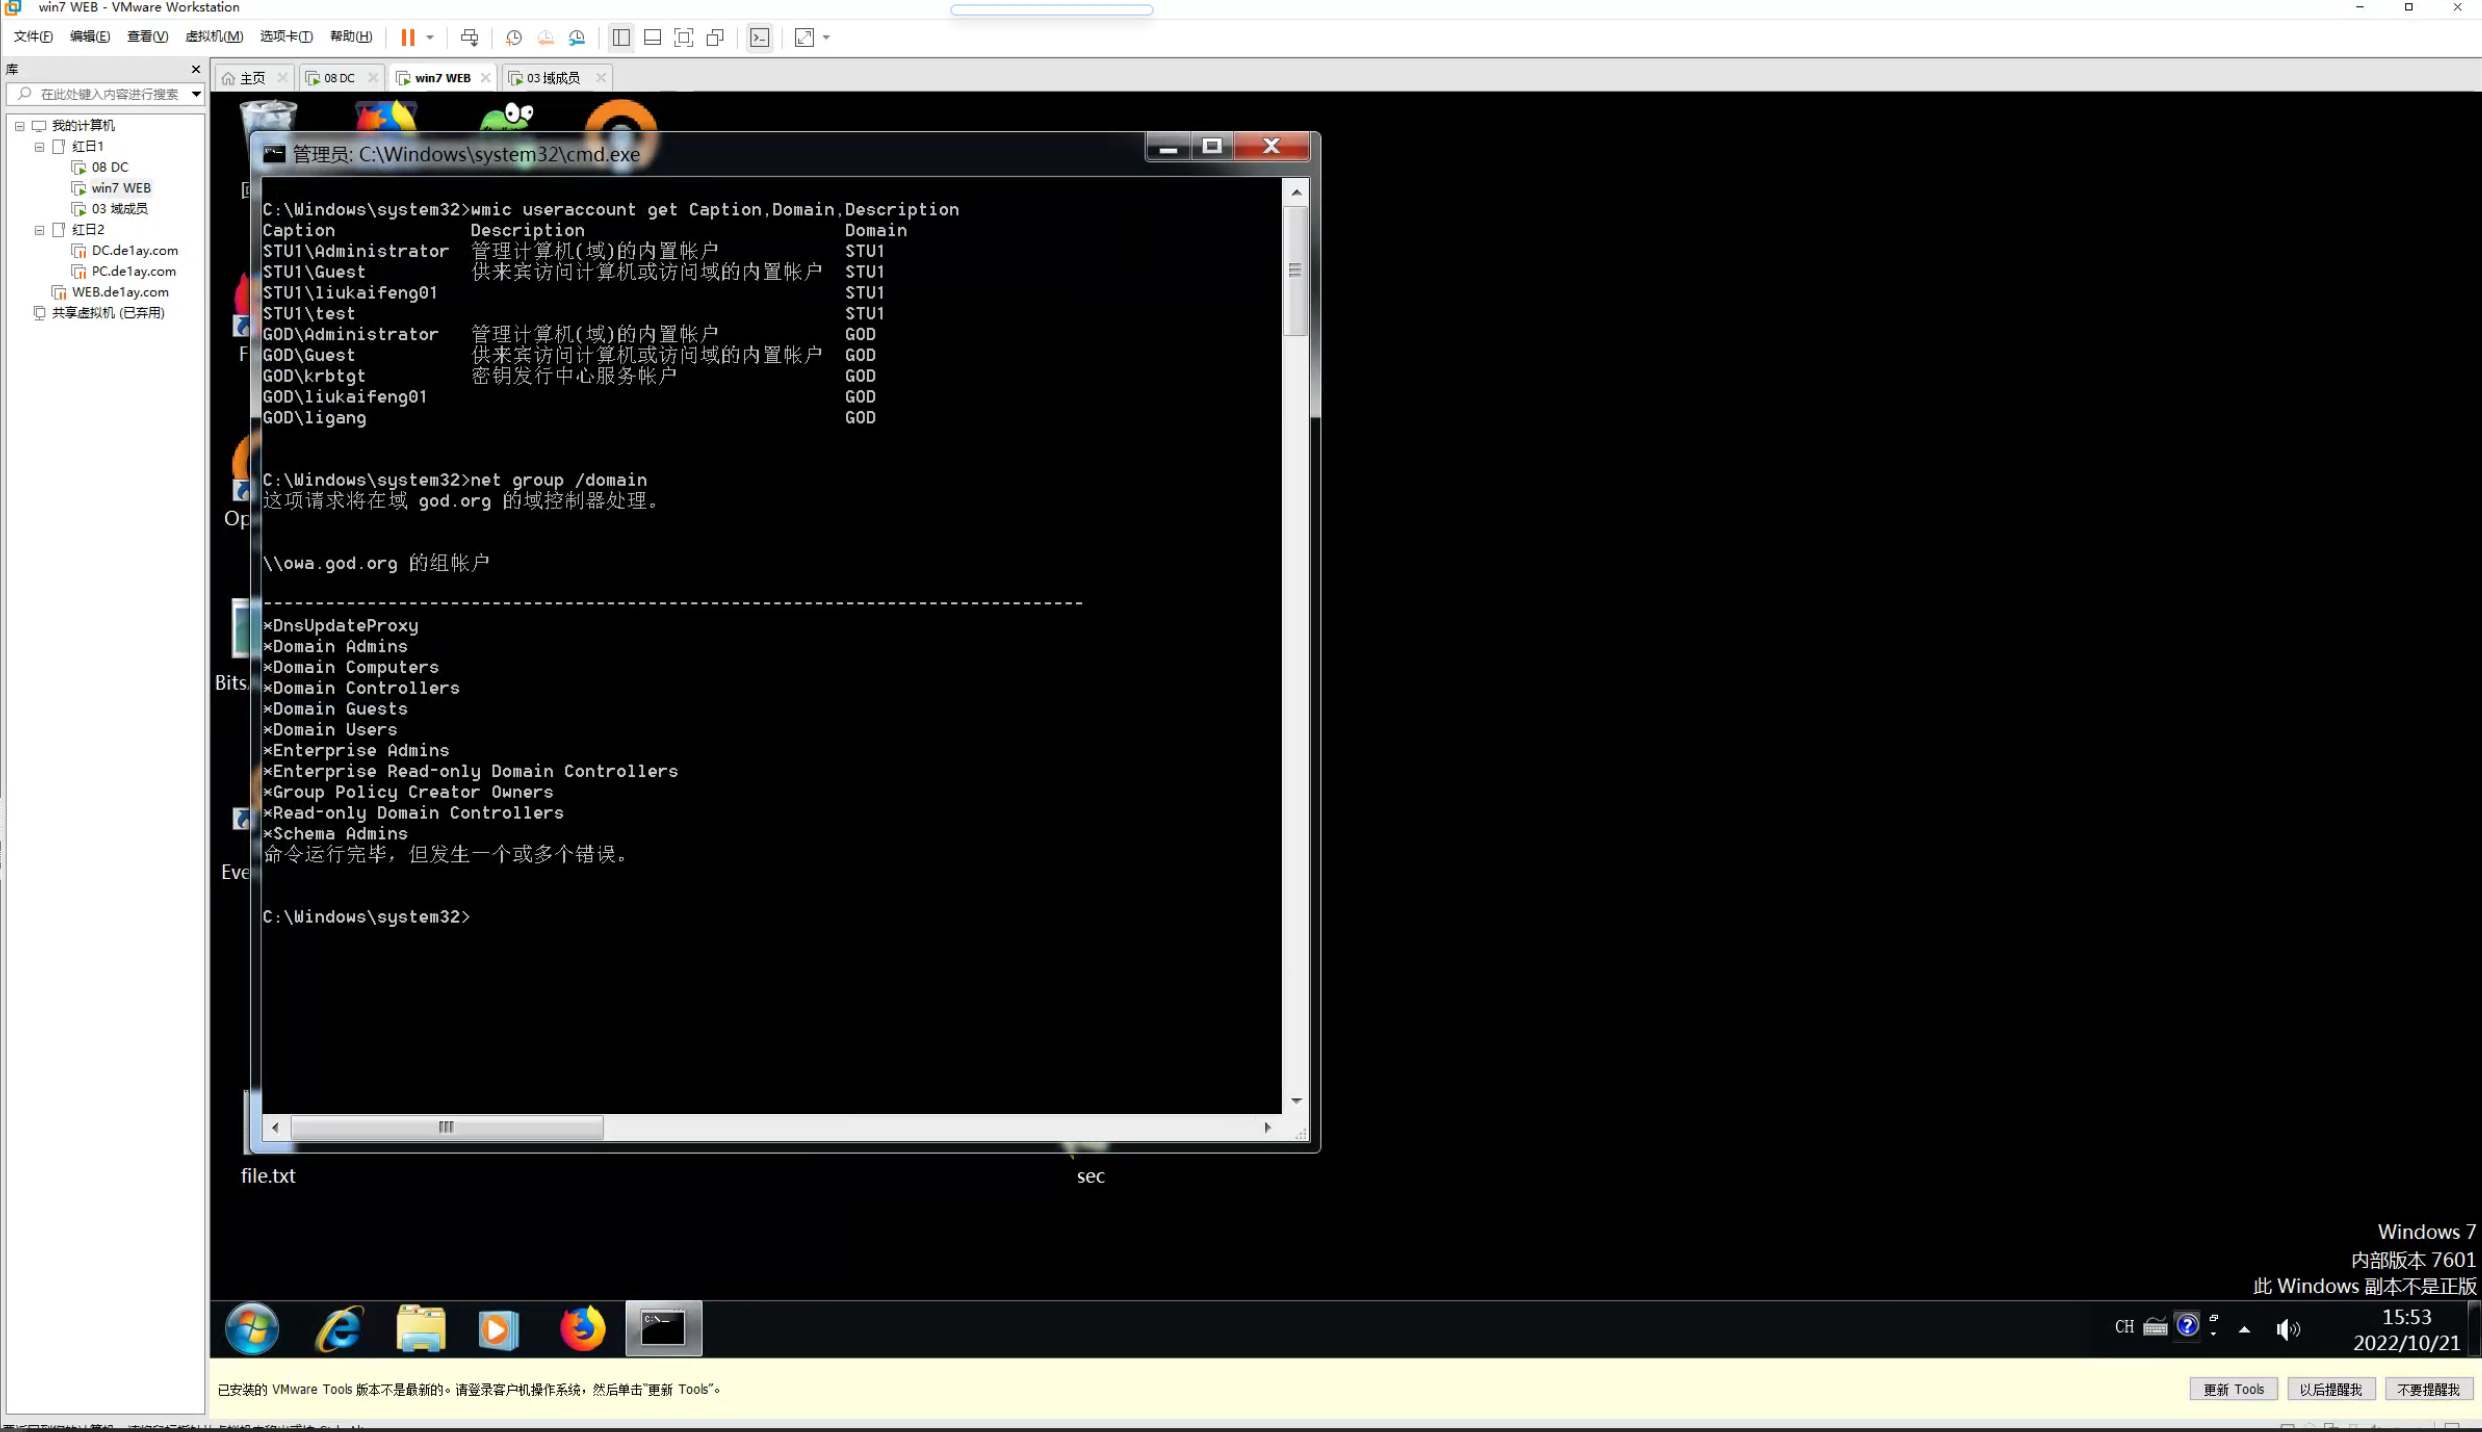 win7 WEB - VMware Workstation
文件(F) 编辑(E) 查看(V) 虚拟机(M) 选项卡(T) 帮助(H)
库
在此处键入内容进行搜索
我的计算机
红日1
08 DC
win7 WEB
03 域成员
红日2
DC.de1ay.com
PC.de1ay.com
WEB.de1ay.com
共享虚拟机 (已弃用)
主页 08 DC win7 WEB 03 域成员
管理员: C:\Windows\system32\cmd.exe
C:\Windows\system32>wmic useraccount get Caption,Domain,Description
Caption Description Domain
STU1\Administrator 管理计算机(域)的内置帐户 STU1
STU1\Guest 供来宾访问计算机或访问域的内置帐户 STU1
STU1\liukaifeng01 STU1
STU1\test STU1
GOD\Administrator 管理计算机(域)的内置帐户 GOD
GOD\Guest 供来宾访问计算机或访问域的内置帐户 GOD
GOD\krbtgt 密钥发行中心服务帐户 GOD
GOD\liukaifeng01 GOD
GOD\ligang GOD
C:\Windows\system32>net group /domain
这项请求将在域 god.org 的域控制器处理。
\\owa.god.org 的组帐户
-------------------------------------------------------------------------------
*DnsUpdateProxy
*Domain Admins
*Domain Computers
*Domain Controllers
*Domain Guests
*Domain Users
*Enterprise Admins
*Enterprise Read-only Domain Controllers
*Group Policy Creator Owners
*Read-only Domain Controllers
*Schema Admins
命令运行完毕，但发生一个或多个错误。
C:\Windows\system32>
F
Op
Bits
Eve
file.txt
sec
Windows 7
内部版本 7601
此 Windows 副本不是正版
CH
15:53
2022/10/21
已安装的 VMware Tools 版本不是最新的。请登录客户机操作系统，然后单击“更新 Tools”。
更新 Tools 以后提醒我 不要提醒我